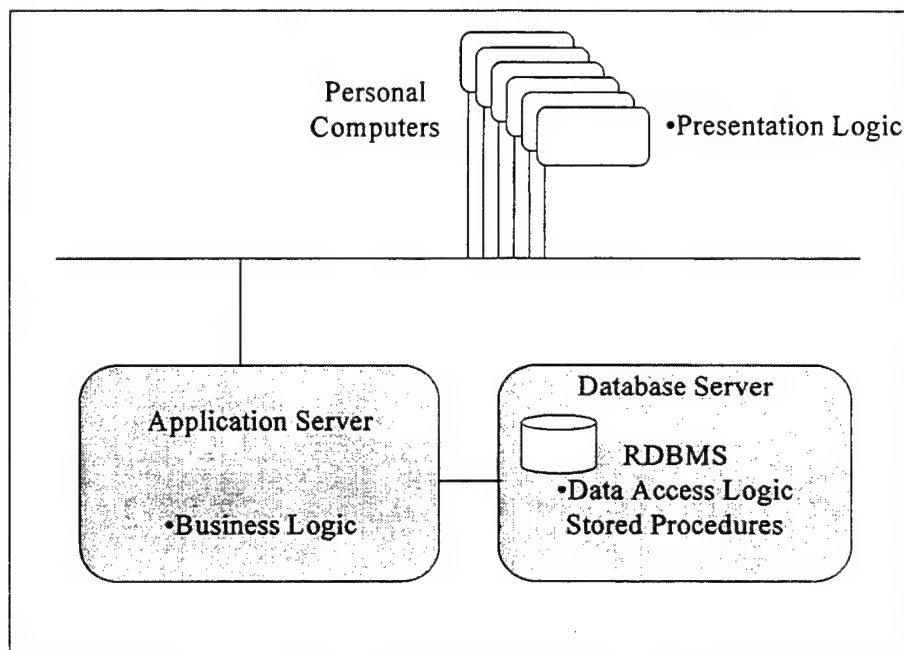 Personal
Computers
•Presentation Logic
Application Server
•Business Logic
Database Server
RDBMS
•Data Access Logic
Stored Procedures